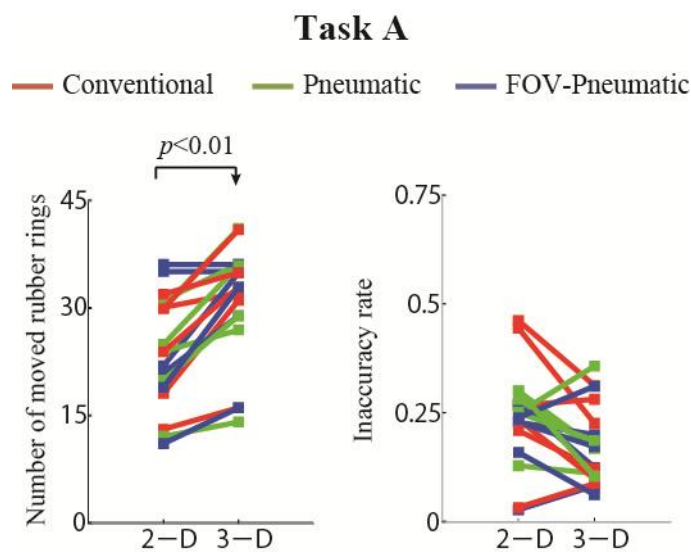 Task A
Conventional Pneumatic FOV-Pneumatic
p<0.01
Number of moved rubber rings
45
30
15
0
2-D 3-D
Inaccuracy rate
0.75
0.5
0.25
0
2-D 3-D